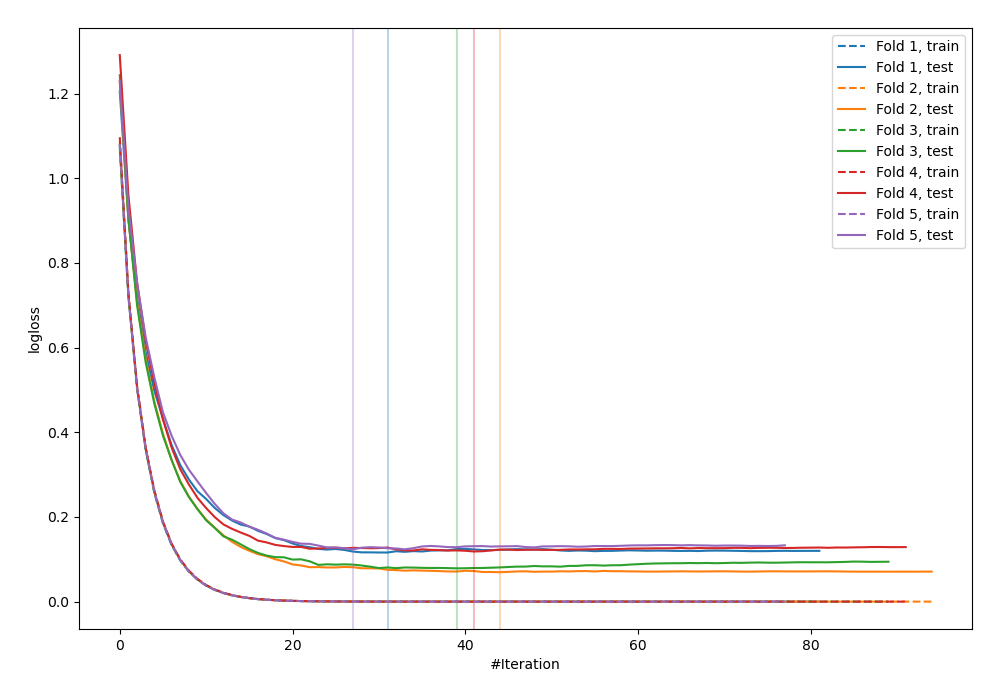 Fold 1, train
Fold 1, test
Fold 2, train
Fold 2, test
Fold 3, train
Fold 3, test
Fold 4, train
Fold 4, test
Fold 5, train
Fold 5, test
1.2
1.0
0.8
0.6
0.4
0.2
0.0
logloss
0 20 40 60 80
#Iteration